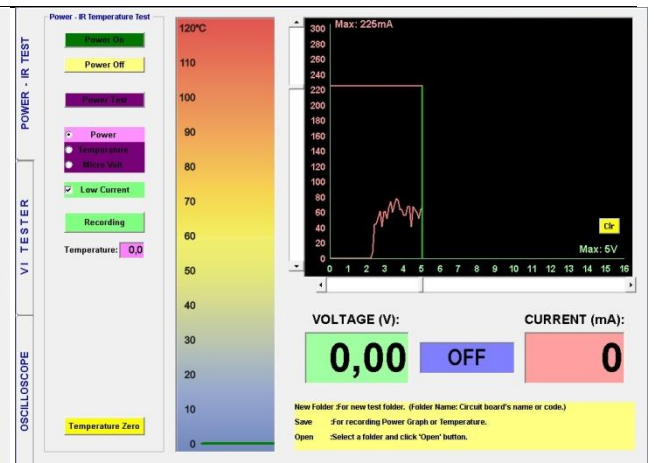 POWER - IR TEST
VI TESTER
OSCILLOSCOPE
Power - IR Temperature Test
Power On
Power Off
Power Test
Power
Temperature
Micro Volt
Low Current
Recording
Temperature: 0,0
Temperature Zero
120°C
110
100
90
80
70
60
50
40
30
20
10
0
Max: 225mA
300
280
260
240
220
200
180
160
140
120
100
80
60
40
20
0
Clr
Max: 5V
0 1 2 3 4 5 6 7 8 9 10 11 12 13 14 15 16
VOLTAGE (V): CURRENT (mA):
0,00 OFF 0
New Folder :For new test folder. (Folder Name: Circuit board's name or code.)
Save :For recording Power Graph or Temperature.
Open :Select a folder and click 'Open' button.